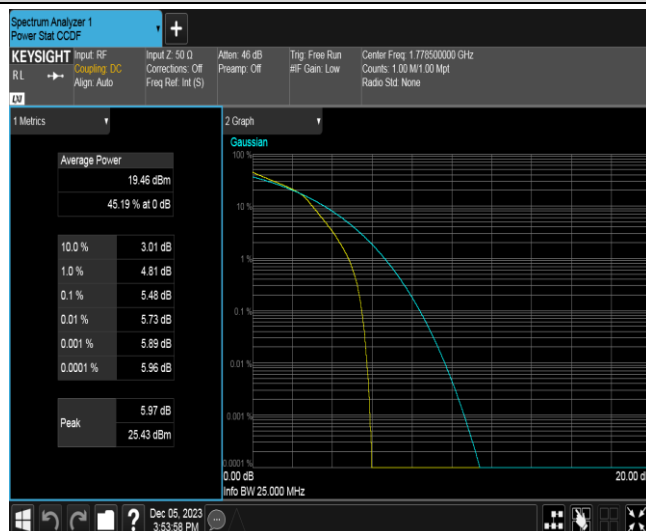 Spectrum Analyzer 1
Power Stat CCDF
KEYSIGHT
RL
LXI
Input: RF
Coupling: DC
Align: Auto
Input Z: 50 Ω
Corrections: Off
Freq Ref: Int (S)
Atten: 46 dB
Preamp: Off
Trig: Free Run
#IF Gain: Low
Center Freq: 1.778500000 GHz
Counts: 1.00 M/1.00 Mpt
Radio Std: None
1 Metrics
Average Power
19.46 dBm
45.19 % at 0 dB
10.0 % 3.01 dB
1.0 % 4.81 dB
0.1 % 5.48 dB
0.01 % 5.73 dB
0.001 % 5.89 dB
0.0001 % 5.96 dB
Peak 5.97 dB
25.43 dBm
2 Graph
Gaussian
100 %
10 %
1 %
0.1 %
0.01 %
0.001 %
0.0001 %
0.00 dB
20.00 d
Info BW 25.000 MHz
?
Dec 05, 2023
3:53:58 PM